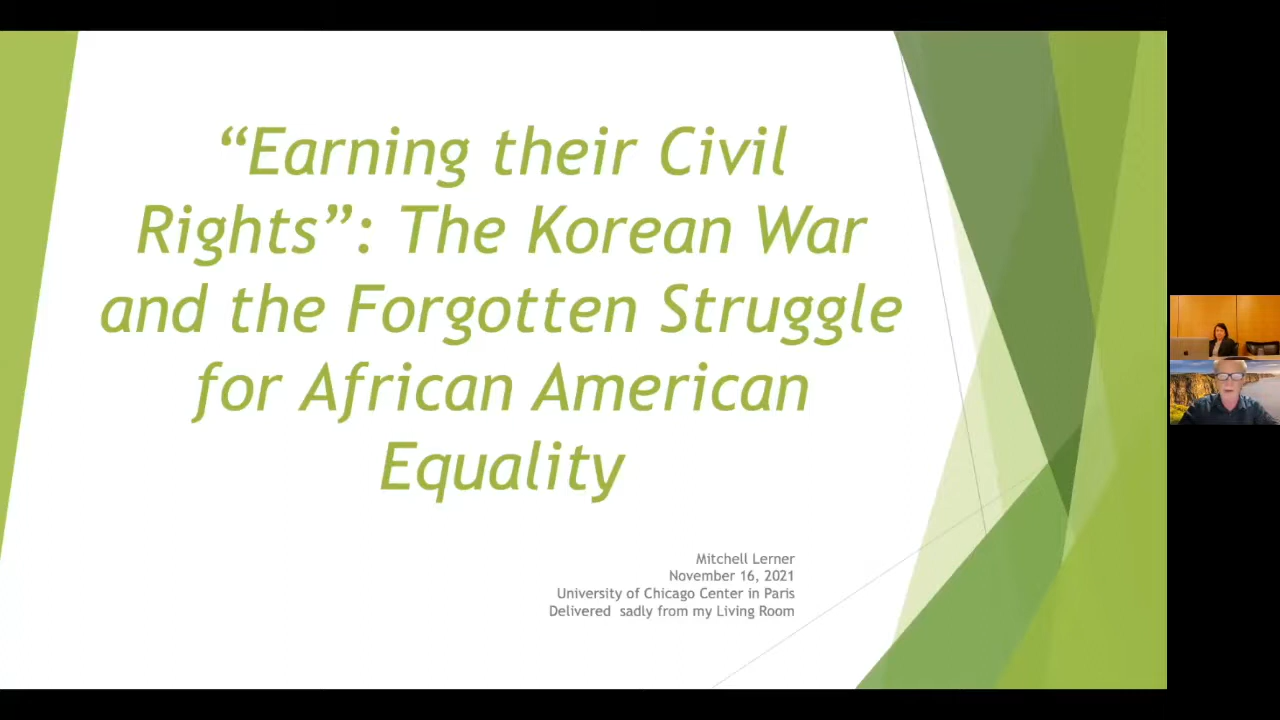 “Earning their Civil
Rights”: The Korean War
and the Forgotten Struggle
for African American
Equality
Mitchell Lerner
November 16, 2021
University of Chicago Center in Paris
Delivered  sadly from my Living Room